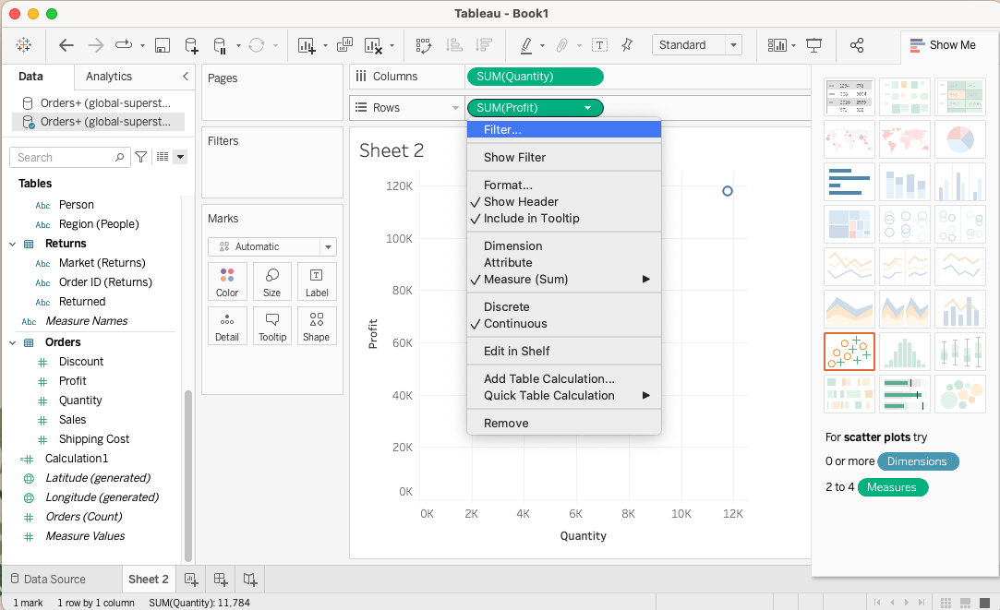 Tableau - Book1
Standard
Show Me
Data
Analytics
Orders+ (global-superst...
Orders+ (global-superst...
Search
Tables
Abc Person
Abc Region (People)
Returns
Abc Market (Returns)
Abc Order ID (Returns)
Abc Returned
Abc Measure Names
Orders
Discount
Profit
Quantity
Sales
Shipping Cost
Calculation1
Latitude (generated)
Longitude (generated)
Orders (Count)
Measure Values
Pages
Filters
Marks
Automatic
Color
Size
Label
Detail
Tooltip
Shape
Columns
SUM(Quantity)
Rows
SUM(Profit)
Filter...
Show Filter
Format...
Show Header
Include in Tooltip
Dimension
Attribute
Measure (Sum)
Discrete
Continuous
Edit in Shelf
Add Table Calculation...
Quick Table Calculation
Remove
Sheet 2
120K
100K
80K
60K
40K
20K
0K
Profit
0K 2K 4K 6K 8K 10K 12K
Quantity
For scatter plots try
0 or more Dimensions
2 to 4 Measures
Data Source
Sheet 2
1 mark
1 row by 1 column
SUM(Quantity): 11,784